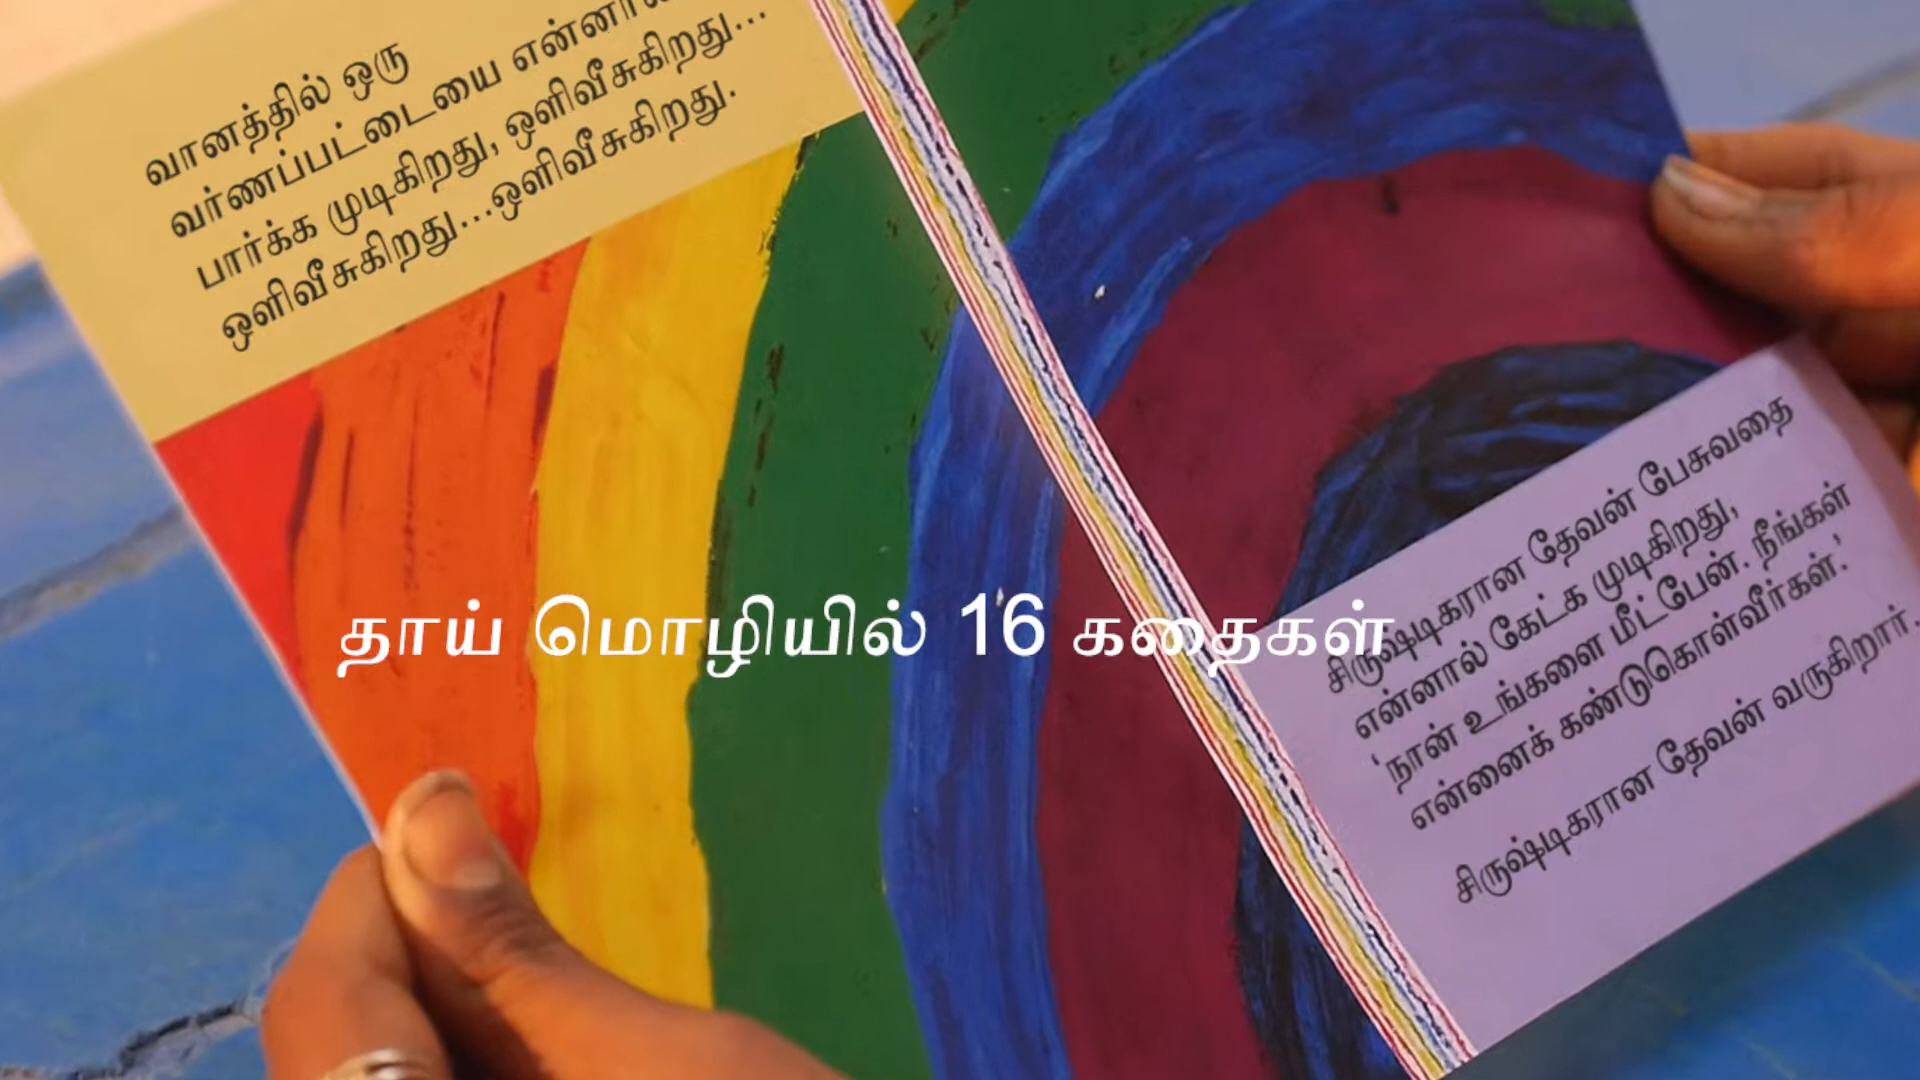 வானத்தில் ஒரு
வர்ணப்பட்டையை என்னால்
பார்க்க முடிகிறது, ஒளிவீசுகிறது...
ஒளிவீசுகிறது...ஒளிவீசுகிறது.
தாய் மொழியில் 16 கதைகள்
சிருஷ்டிகரான தேவன் பேசுவதை
என்னால் கேட்க முடிகிறது,
‘நான் உங்களை மீட்பேன். நீங்கள்
என்னைக் கண்டுகொள்வீர்கள்.’
சிருஷ்டிகரான தேவன் வருகிறார்.